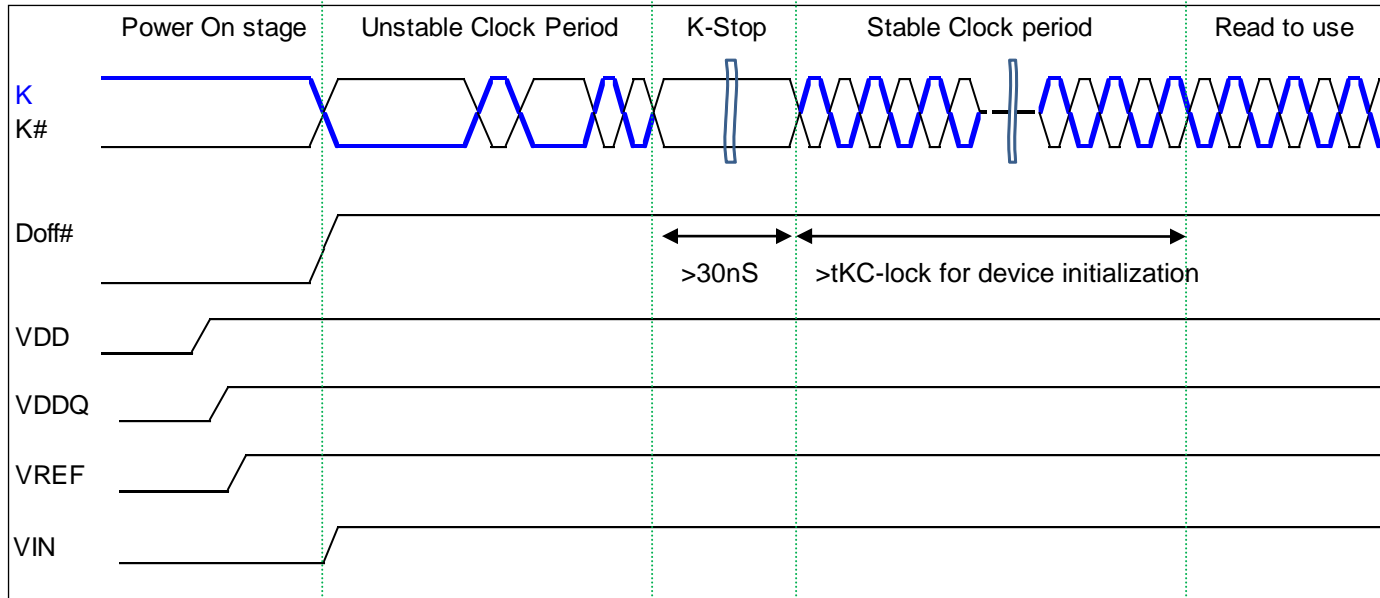 Power On stage
Unstable Clock Period
K-Stop
Stable Clock period
Read to use
K
K#
Doff#
>30nS
>tKC-lock for device initialization
VDD
VDDQ
VREF
VIN